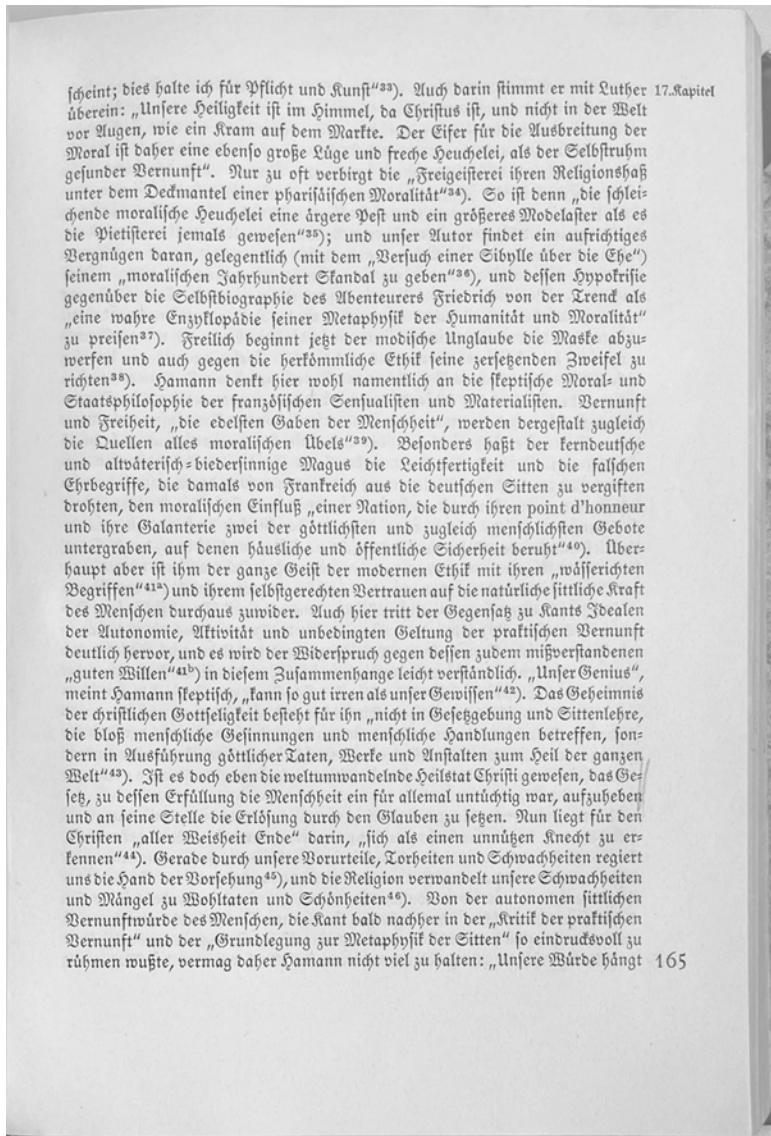 scheint; dies halte ich für Pflicht und Kunst“³³). Auch darin stimmt er mit Luther 17. Kapitel
überein: „Unsere Heiligkeit ist im Himmel, da Christus ist, und nicht in der Welt
vor Augen, wie ein Kram auf dem Markte. Der Eifer für die Ausbreitung der
Moral ist daher eine ebenso große Lüge und freche Heuchelei, als der Selbstruhm
gesunder Vernunft“. Nur zu oft verbirgt die „Freigeisterei ihren Religionshaß
unter dem Deckmantel einer pharisäischen Moralität“³⁴). So ist denn „die schlei-
chende moralische Heuchelei eine ärgere Pest und ein größeres Modelaster als es
die Pietisterei jemals gewesen“³⁵); und unser Autor findet ein aufrichtiges
Vergnügen daran, gelegentlich (mit dem „Versuch einer Sibylle über die Ehe“)
seinem „moralischen Jahrhundert Skandal zu geben“³⁶), und dessen Hypokrisie
gegenüber die Selbstbiographie des Abenteurers Friedrich von der Trenck als
„eine wahre Enzyklopädie seiner Metaphysik der Humanität und Moralität“
zu preisen³⁷). Freilich beginnt jetzt der modische Unglaube die Maske abzu-
werfen und auch gegen die herkömmliche Ethik seine zersetzenden Zweifel zu
richten³⁸). Hamann denkt hier wohl namentlich an die skeptische Moral- und
Staatsphilosophie der französischen Sensualisten und Materialisten. Vernunft
und Freiheit, „die edelsten Gaben der Menschheit“, werden dergestalt zugleich
die Quellen alles moralischen Übels“³⁹). Besonders haßt der kerndeutsche
und altväterisch-biedersinnige Magus die Leichtfertigkeit und die falschen
Ehrbegriffe, die damals von Frankreich aus die deutschen Sitten zu vergiften
drohten, den moralischen Einfluß „einer Nation, die durch ihren point d'honneur
und ihre Galanterie zwei der göttlichsten und zugleich menschlichsten Gebote
untergraben, auf denen häusliche und öffentliche Sicherheit beruht“⁴⁰). Über-
haupt aber ist ihm der ganze Geist der modernen Ethik mit ihren „wässerichten
Begriffen“⁴¹ᵃ) und ihrem selbstgerechten Vertrauen auf die natürliche sittliche Kraft
des Menschen durchaus zuwider. Auch hier tritt der Gegensatz zu Kants Idealen
der Autonomie, Aktivität und unbedingten Geltung der praktischen Vernunft
deutlich hervor, und es wird der Widerspruch gegen dessen zudem mißverstandenen
„guten Willen“⁴¹ᵇ) in diesem Zusammenhange leicht verständlich. „Unser Genius“,
meint Hamann skeptisch, „kann so gut irren als unser Gewissen“⁴²). Das Geheimnis
der christlichen Gottseligkeit besteht für ihn „nicht in Gesetzgebung und Sittenlehre,
die bloß menschliche Gesinnungen und menschliche Handlungen betreffen, son-
dern in Ausführung göttlicher Taten, Werke und Anstalten zum Heil der ganzen
Welt“⁴³). Ist es doch eben die weltumwandelnde Heilstat Christi gewesen, das Ge-
setz, zu dessen Erfüllung die Menschheit ein für allemal untüchtig war, aufzuheben
und an seine Stelle die Erlösung durch den Glauben zu setzen. Nun liegt für den
Christen „aller Weisheit Ende“ darin, „sich als einen unnützen Knecht zu er-
kennen“⁴⁴). Gerade durch unsere Vorurteile, Torheiten und Schwachheiten regiert
uns die Hand der Vorsehung⁴⁵), und die Religion verwandelt unsere Schwachheiten
und Mängel zu Wohltaten und Schönheiten⁴⁶). Von der autonomen sittlichen
Vernunftwürde des Menschen, die Kant bald nachher in der „Kritik der praktischen
Vernunft“ und der „Grundlegung zur Metaphysik der Sitten“ so eindrucksvoll zu
rühmen wußte, vermag daher Hamann nicht viel zu halten: „Unsere Würde hängt 165